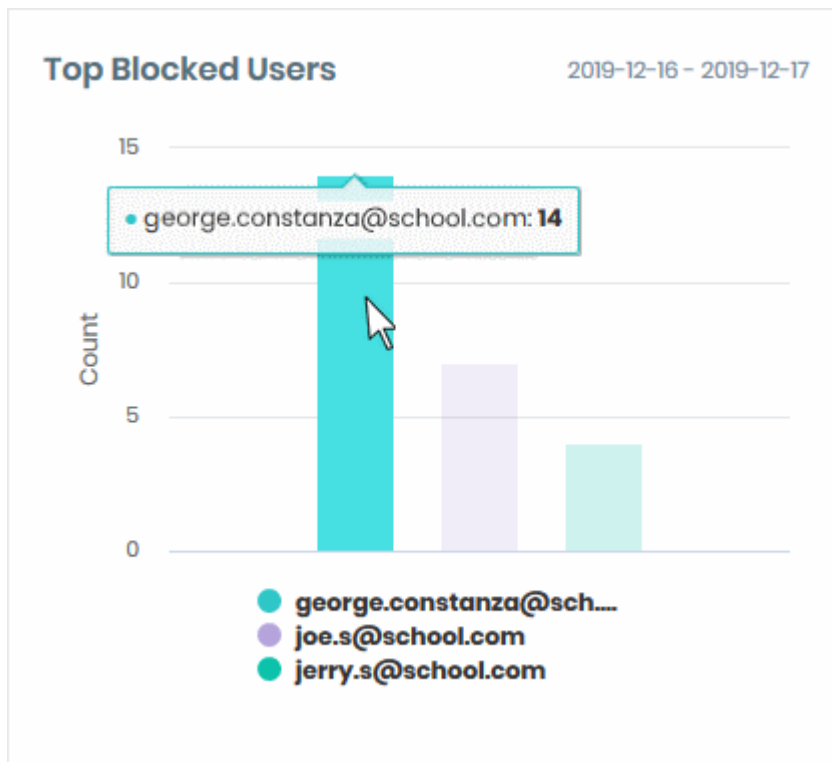 Top Blocked Users
2019-12-16 - 2019-12-17
15
george.constanza@school.com: 14
10
Count
5
0
george.constanza@sch....
joe.s@school.com
jerry.s@school.com